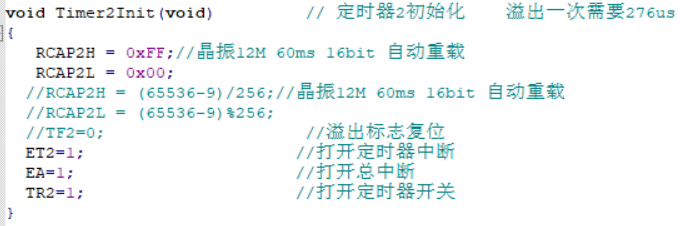 void Timer2Init(void)          // 定时器2初始化    溢出一次需要276us
{
   RCAP2H = 0xFF;//晶振12M 60ms 16bit 自动重载
   RCAP2L = 0x00;
  //RCAP2H = (65536-9)/256;//晶振12M 60ms 16bit 自动重载
  //RCAP2L = (65536-9)%256;
  //TF2=0;                     //溢出标志复位
  ET2=1;                      //打开定时器中断
  EA=1;                       //打开总中断
  TR2=1;                      //打开定时器开关
}